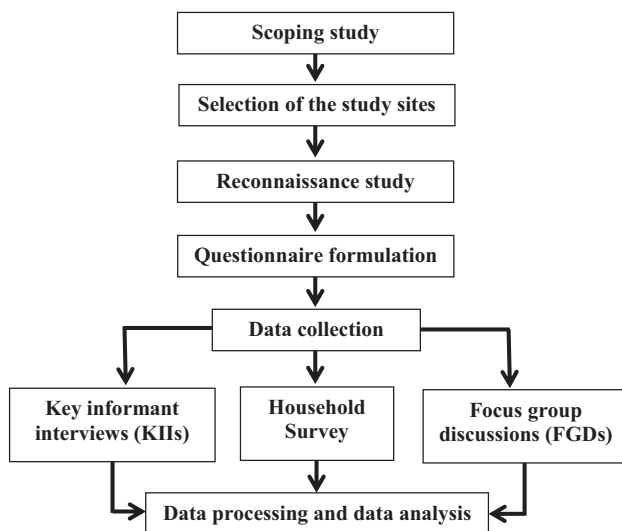 Scoping study
Selection of the study sites
Reconnaissance study
Questionnaire formulation
Data collection
Key informant
interviews (KIIs)
Household
Survey
Focus group
discussions (FGDs)
Data processing and data analysis